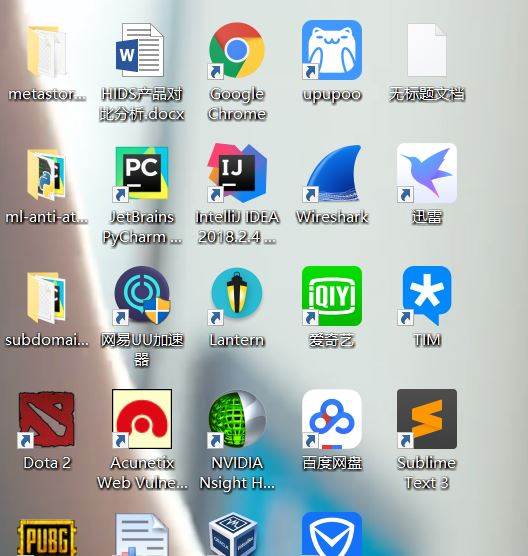 metastor...
HIDS产品对
比分析.docx
Google
Chrome
upupoo
无标题文档
ml-anti-at...
PC
JetBrains
PyCharm ...
IJ
IntelliJ IDEA
2018.2.4 ...
Wireshark
迅雷
subdomai...
网易UU加速
器
Lantern
iQIYI
爱奇艺
TIM
Dota 2
Acunetix
Web Vulne...
NVIDIA
Nsight H...
百度网盘
Sublime
Text 3
PUBG